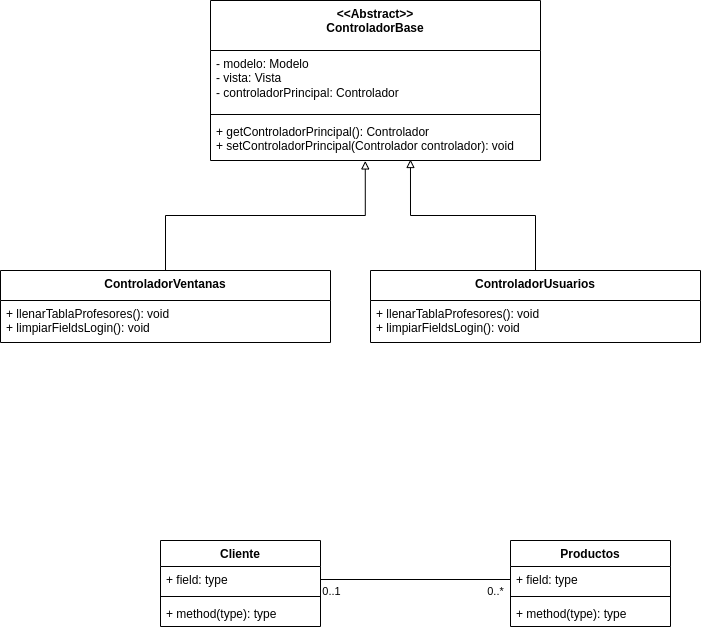 <<Abstract>>
ControladorBase
- modelo: Modelo
- vista: Vista
- controladorPrincipal: Controlador
+ getControladorPrincipal(): Controlador
+ setControladorPrincipal(Controlador controlador): void
ControladorVentanas
+ llenarTablaProfesores(): void
+ limpiarFieldsLogin(): void
ControladorUsuarios
+ llenarTablaProfesores(): void
+ limpiarFieldsLogin(): void
Cliente
+ field: type
+ method(type): type
0..1
0..*
Productos
+ field: type
+ method(type): type